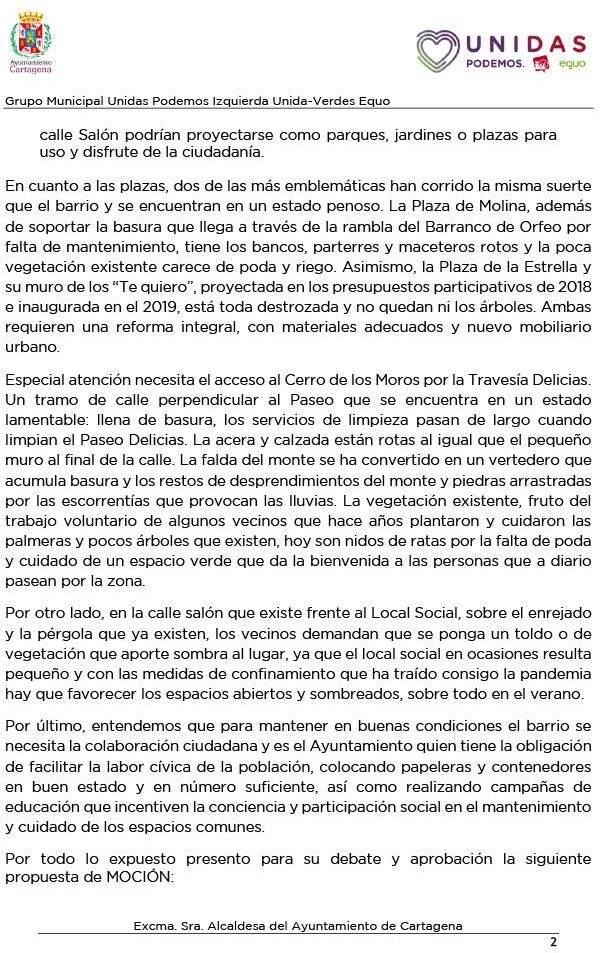 Ayuntamiento
Cartagena
UNIDAS
PODEMOS. equo
Grupo Municipal Unidas Podemos Izquierda Unida-Verdes Equo
calle Salón podrían proyectarse como parques, jardines o plazas para
uso y disfrute de la ciudadanía.
En cuanto a las plazas, dos de las más emblemáticas han corrido la misma suerte
que el barrio y se encuentran en un estado penoso. La Plaza de Molina, además
de soportar la basura que llega a través de la rambla del Barranco de Orfeo por
falta de mantenimiento, tiene los bancos, parterres y maceteros rotos y la poca
vegetación existente carece de poda y riego. Asimismo, la Plaza de la Estrella y
su muro de los “Te quiero”, proyectada en los presupuestos participativos de 2018
e inaugurada en el 2019, está toda destrozada y no quedan ni los árboles. Ambas
requieren una reforma integral, con materiales adecuados y nuevo mobiliario
urbano.
Especial atención necesita el acceso al Cerro de los Moros por la Travesía Delicias.
Un tramo de calle perpendicular al Paseo que se encuentra en un estado
lamentable: llena de basura, los servicios de limpieza pasan de largo cuando
limpian el Paseo Delicias. La acera y calzada están rotas al igual que el pequeño
muro al final de la calle. La falda del monte se ha convertido en un vertedero que
acumula basura y los restos de desprendimientos del monte y piedras arrastradas
por las escorrentías que provocan las lluvias. La vegetación existente, fruto del
trabajo voluntario de algunos vecinos que hace años plantaron y cuidaron las
palmeras y pocos árboles que existen, hoy son nidos de ratas por la falta de poda
y cuidado de un espacio verde que da la bienvenida a las personas que a diario
pasean por la zona.
Por otro lado, en la calle salón que existe frente al Local Social, sobre el enrejado
y la pérgola que ya existen, los vecinos demandan que se ponga un toldo o de
vegetación que aporte sombra al lugar, ya que el local social en ocasiones resulta
pequeño y con las medidas de confinamiento que ha traído consigo la pandemia
hay que favorecer los espacios abiertos y sombreados, sobre todo en el verano.
Por último, entendemos que para mantener en buenas condiciones el barrio se
necesita la colaboración ciudadana y es el Ayuntamiento quien tiene la obligación
de facilitar la labor cívica de la población, colocando papeleras y contenedores
en buen estado y en número suficiente, así como realizando campañas de
educación que incentiven la conciencia y participación social en el mantenimiento
y cuidado de los espacios comunes.
Por todo lo expuesto presento para su debate y aprobación la siguiente
propuesta de MOCIÓN:
Excma. Sra. Alcaldesa del Ayuntamiento de Cartagena
2